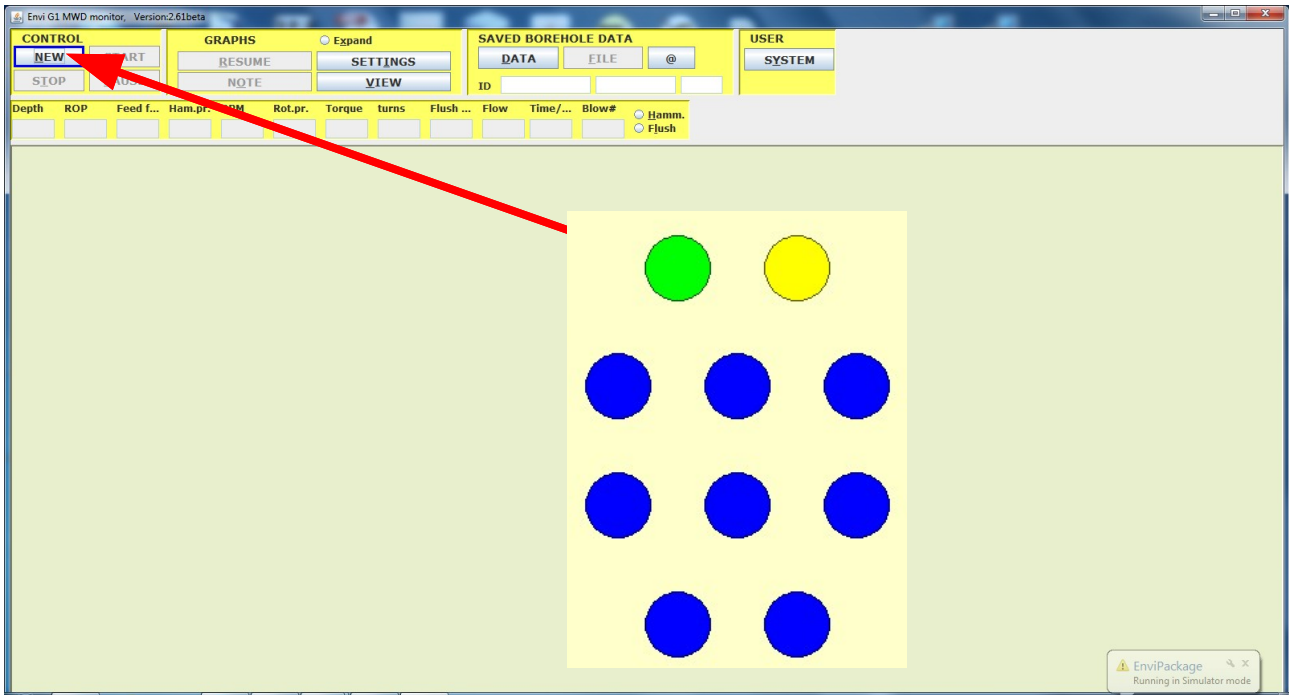 Envi G1 MWD monitor, Version:2.61beta
CONTROL GRAPHS Expand SAVED BOREHOLE DATA USER
NEW RESUME SETTINGS DATA FILE @ SYSTEM
STOP NOTE VIEW ID
Depth ROP Feed f... Ham.pr. Rot.pr. Torque turns Flush ... Flow Time/... Blow# Hamm.
Flush
EnviPackage
Running in Simulator mode